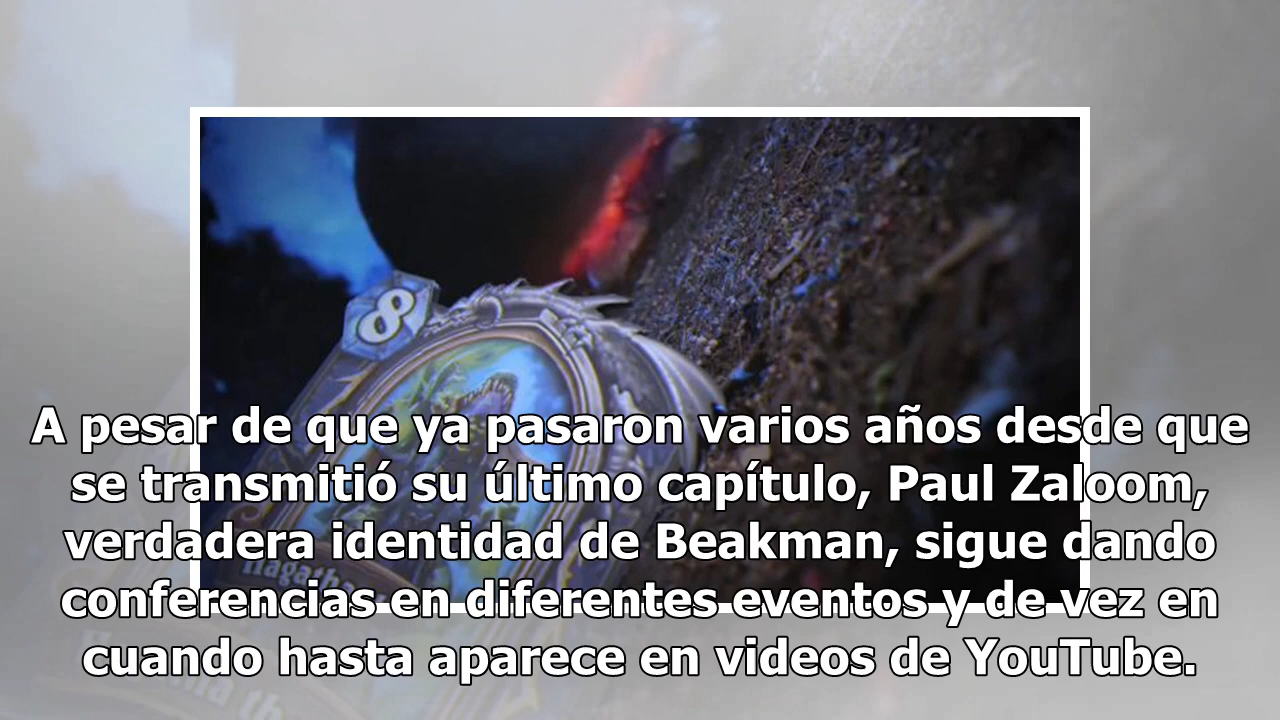 8
A pesar de que ya pasaron varios años desde que
se transmitió su último capítulo, Paul Zaloom,
verdadera identidad de Beakman, sigue dando
conferencias en diferentes eventos y de vez en
cuando hasta aparece en videos de YouTube.